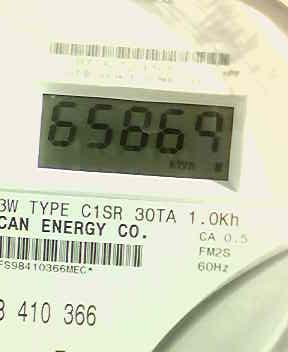 65869
KWH
3W TYPE C1SR 30TA 1.0Kh
CAN ENERGY CO.
CA 0.5
FM2S
60Hz
FS98410366MEC*
8 410 366